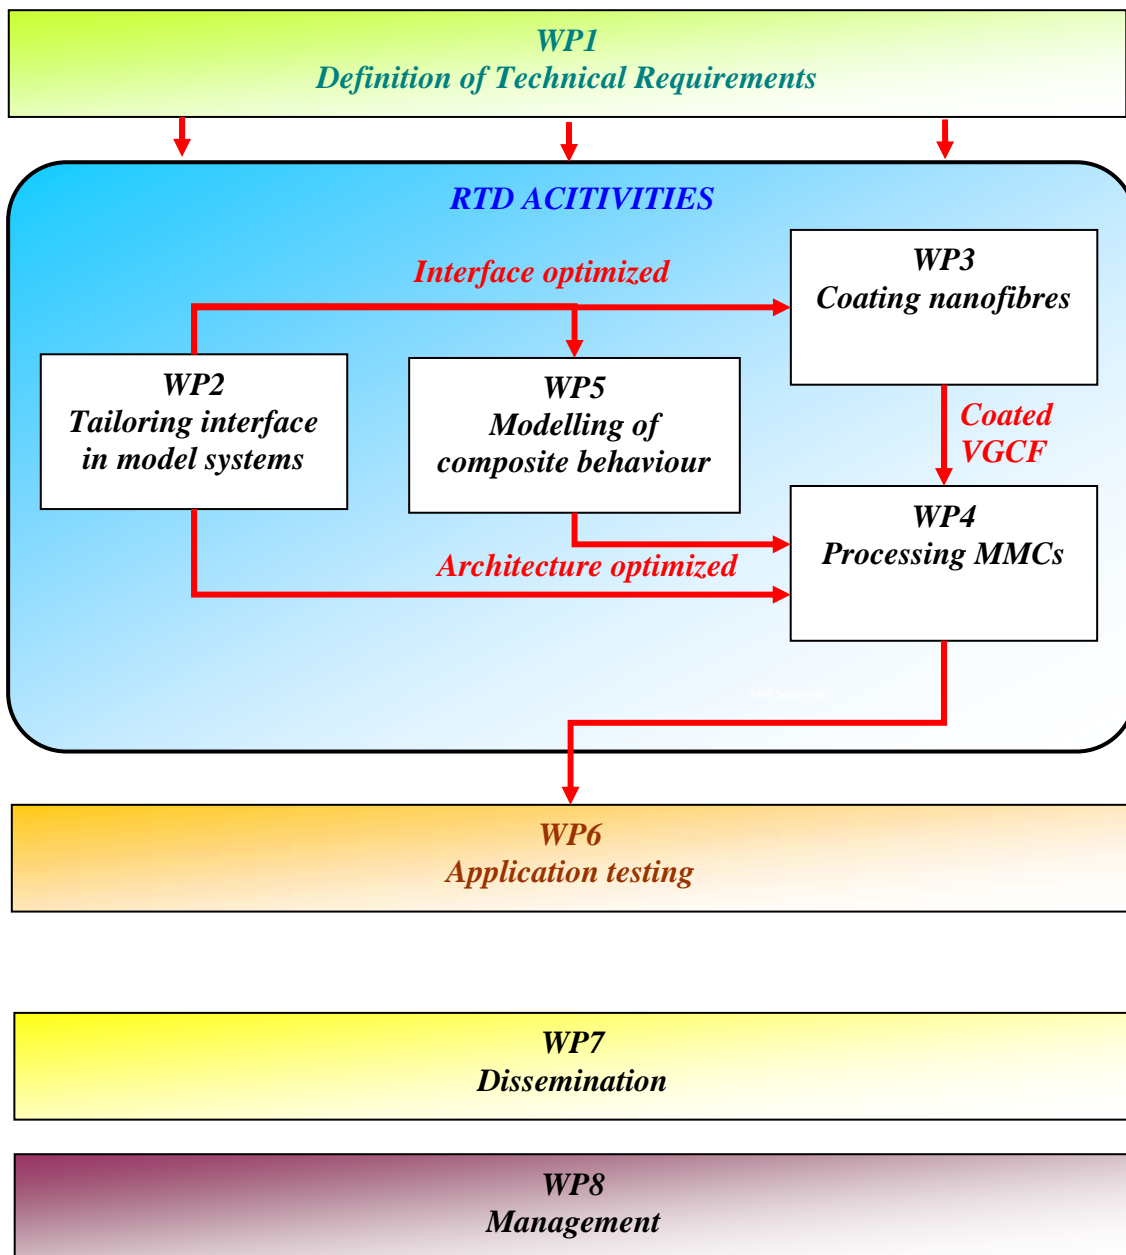 WP1
Definition of Technical Requirements
RTD ACITIVITIES
Interface optimized
WP3
Coating nanofibres
WP2
Tailoring interface
in model systems
WP5
Modelling of
composite behaviour
Coated
VGCF
WP4
Processing MMCs
Architecture optimized
WP6
Application testing
WP7
Dissemination
WP8
Management